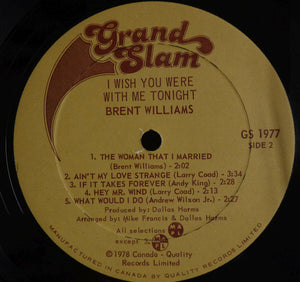 Grand
Slam
I WISH YOU WERE
WITH ME TONIGHT
BRENT WILLIAMS
GS 1977
SIDE 2
1. THE WOMAN THAT I MARRIED
(Brent Williams) - 2:02
2. AIN'T MY LOVE STRANGE (Larry Coad) - 3:34
3. IF IT TAKES FOREVER (Andy King) - 2:28
4. HEY MR. WIND (Larry Coad) - 2:13
5. WHAT WOULD I DO (Andrew Wilson Jr.) - 2:27
Produced by: Dallas Harms
Arranged by: Mike Francis & Dallas Harms
All selections
except 2
©1978 Canada - Quality
Records Limited
MANUFACTURED IN CANADA BY QUALITY RECORDS LIMITED